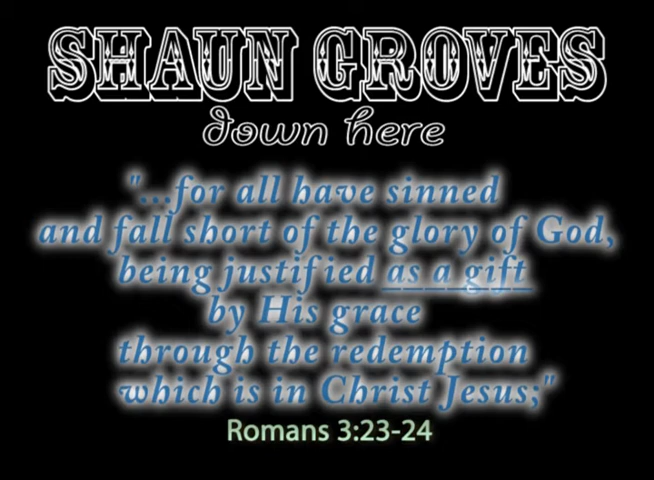 SHAUN GROVES
down here
"...for all have sinned
and fall short of the glory of God,
being justified as a gift
by His grace
through the redemption
which is in Christ Jesus;"
Romans 3:23-24